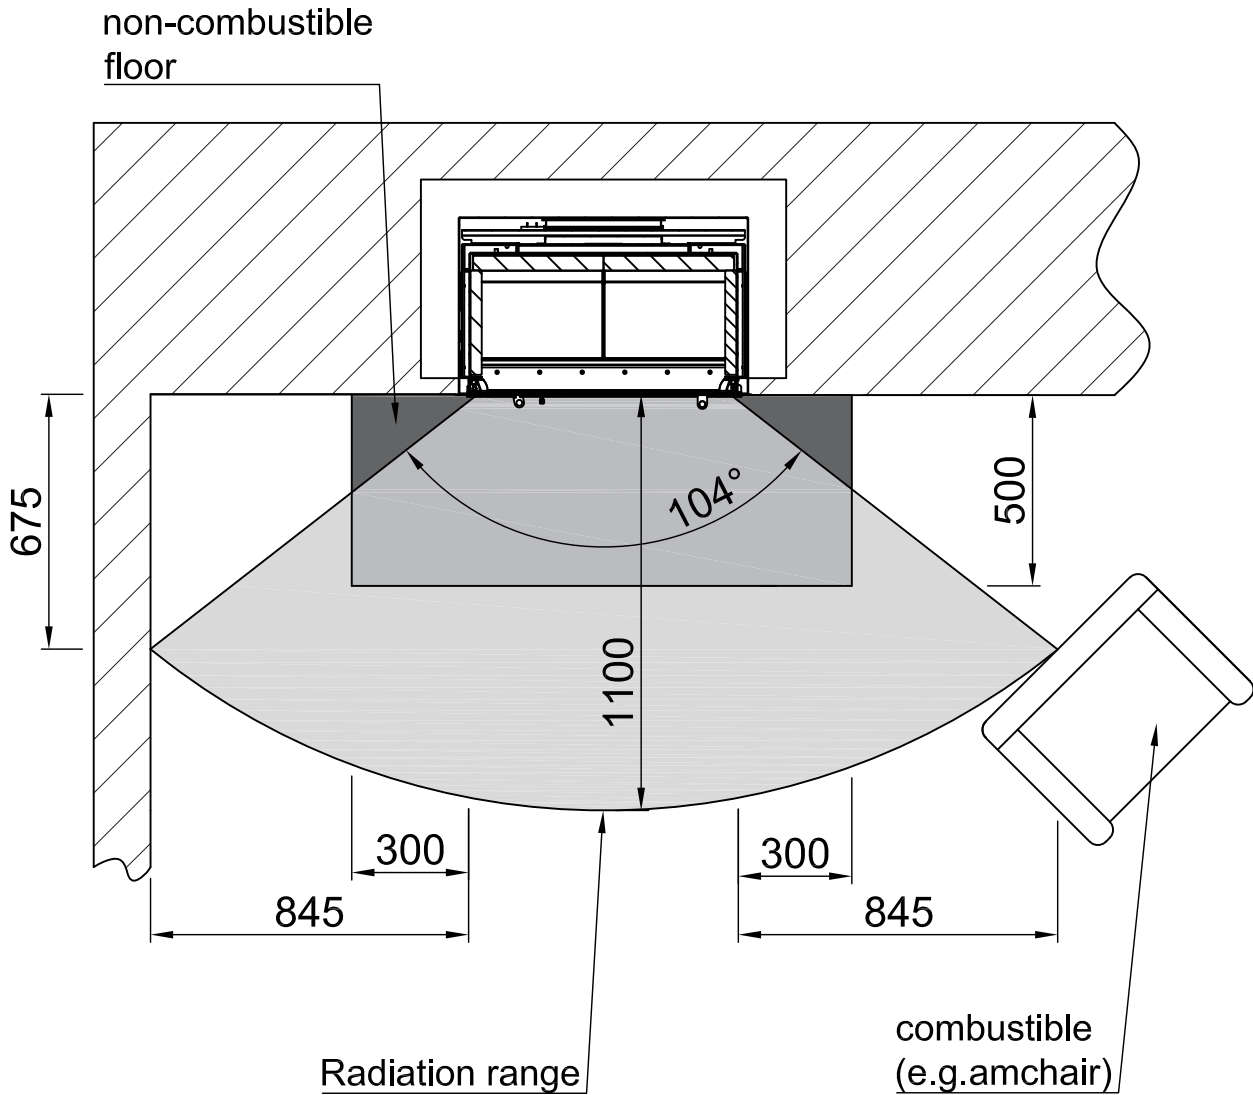 non-combustible
floor
675
500
104°
1100
300
300
845
845
combustible
(e.g.amchair)
Radiation range